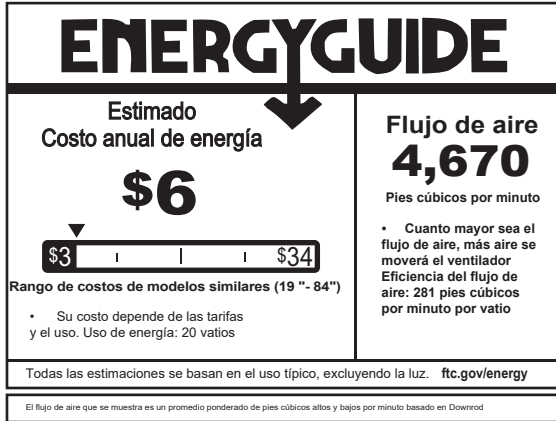 ENERGYGUIDE
Estimado
Costo anual de energía
$6
$3
$34
Rango de costos de modelos similares (19 "- 84")
• Su costo depende de las tarifas
y el uso. Uso de energía: 20 vatios
Flujo de aire
4,670
Pies cúbicos por minuto
• Cuanto mayor sea el
flujo de aire, más aire se
moverá el ventilador
Eficiencia del flujo de
aire: 281 pies cúbicos
por minuto por vatio
Todas las estimaciones se basan en el uso típico, excluyendo la luz. ftc.gov/energy
El flujo de aire que se muestra es un promedio ponderado de pies cúbicos altos y bajos por minuto basado en Downrod